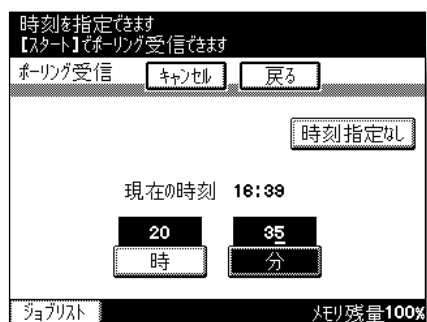 時刻を指定できます
【スタート】でポーリング受信できます
ポーリング受信 キャンセル 戻る
時刻指定なし
現在の時刻 16:39
20 35
時 分
ジョブリスト メモリ残量100%